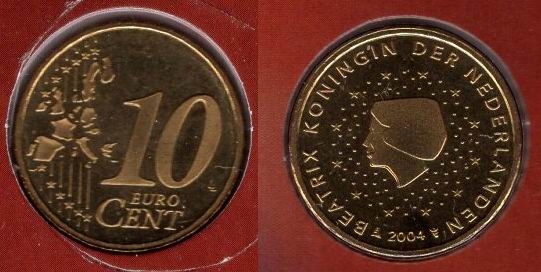 10
EURO
CENT
BEATRIX KONINGIN DER NEDERLANDEN
2004